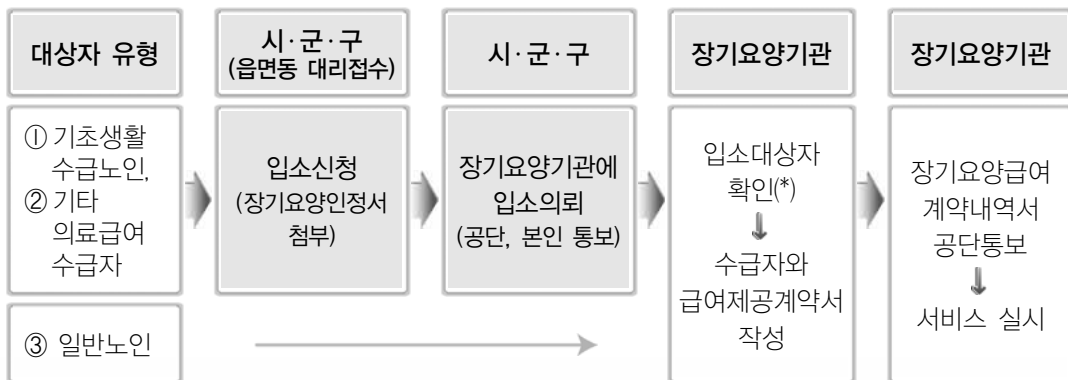 대상자 유형
시·군·구
(읍면동 대리접수)
시·군·구
장기요양기관
장기요양기관
① 기초생활
수급노인,
② 기타
의료급여
수급자
입소신청
(장기요양인정서
첨부)
장기요양기관에
입소의뢰
(공단, 본인 통보)
입소대상자
확인(*)
수급자와
급여제공계약서
작성
장기요양급여
계약내역서
공단통보
서비스 실시
③ 일반노인